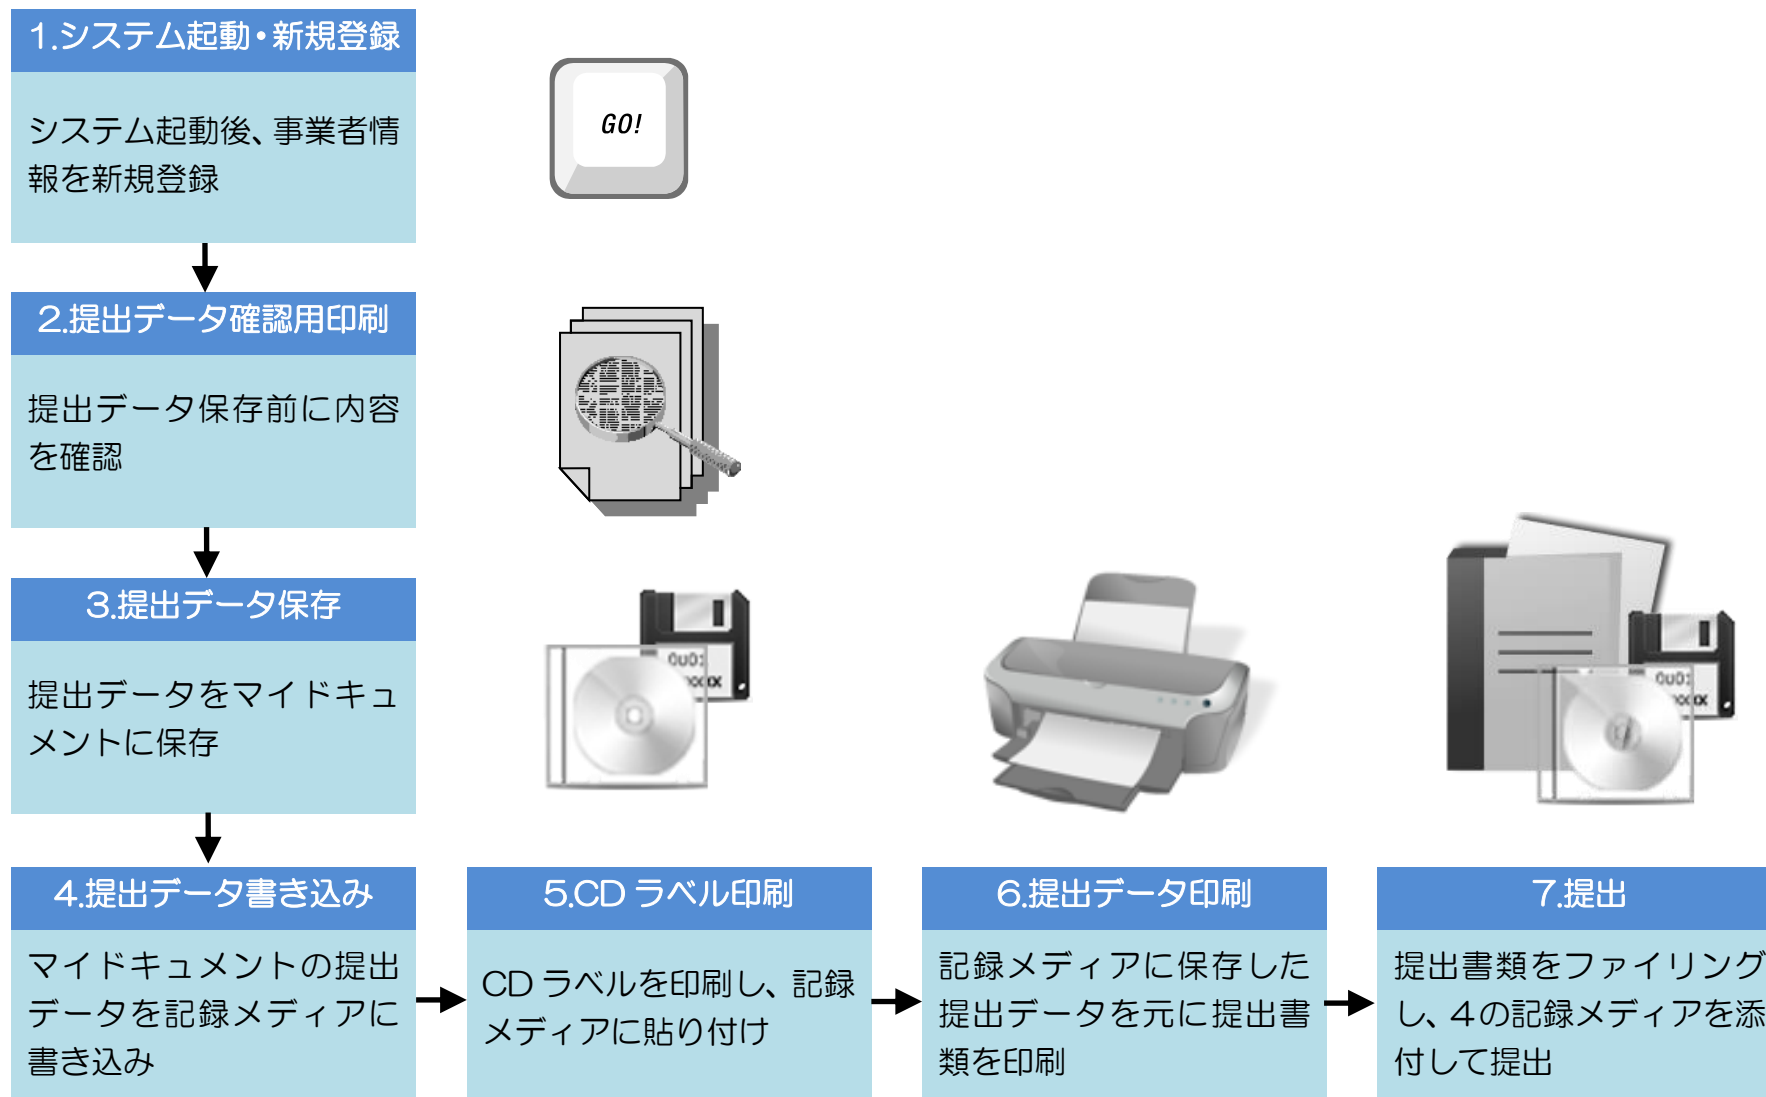 1.システム起動・新規登録
システム起動後、事業者情
報を新規登録
GO!
2.提出データ確認用印刷
提出データ保存前に内容
を確認
3.提出データ保存
提出データをマイドキュ
メントに保存
4.提出データ書き込み
マイドキュメントの提出
データを記録メディアに
書き込み
5.CD ラベル印刷
CD ラベルを印刷し、記録
メディアに貼り付け
6.提出データ印刷
記録メディアに保存した
提出データを元に提出書
類を印刷
7.提出
提出書類をファイリング
し、4の記録メディアを添
付して提出